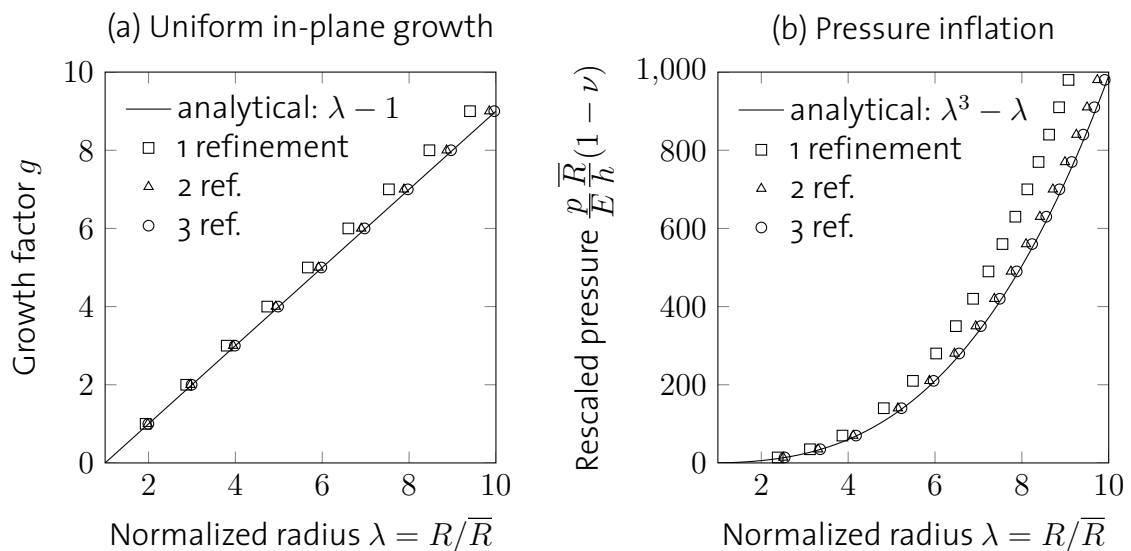 (a) Uniform in-plane growth
Growth factor g
10
8
6
4
2
0
analytical: λ − 1
1 refinement
2 ref.
3 ref.
2 4 6 8 10
Normalized radius λ = R/R̅
(b) Pressure inflation
Rescaled pressure p/E R̅/h (1 − ν)
1,000
800
600
400
200
0
analytical: λ³ − λ
1 refinement
2 ref.
3 ref.
2 4 6 8 10
Normalized radius λ = R/R̅